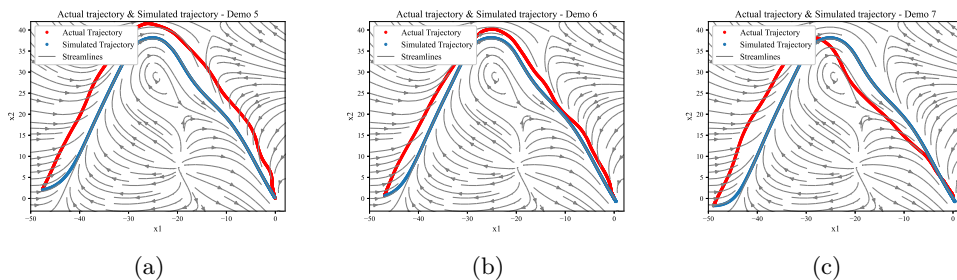 Actual trajectory & Simulated trajectory - Demo 5
Actual Trajectory
Simulated Trajectory
Streamlines
x2
40
35
30
25
20
15
10
5
0
−50 −40 −30 −20 −10 0
x1
(a)
Actual trajectory & Simulated trajectory - Demo 6
Actual Trajectory
Simulated Trajectory
Streamlines
x2
40
35
30
25
20
15
10
5
0
−50 −40 −30 −20 −10 0
x1
(b)
Actual trajectory & Simulated trajectory - Demo 7
Actual Trajectory
Simulated Trajectory
Streamlines
x2
40
35
30
25
20
15
10
5
0
−50 −40 −30 −20 −10 0
x1
(c)